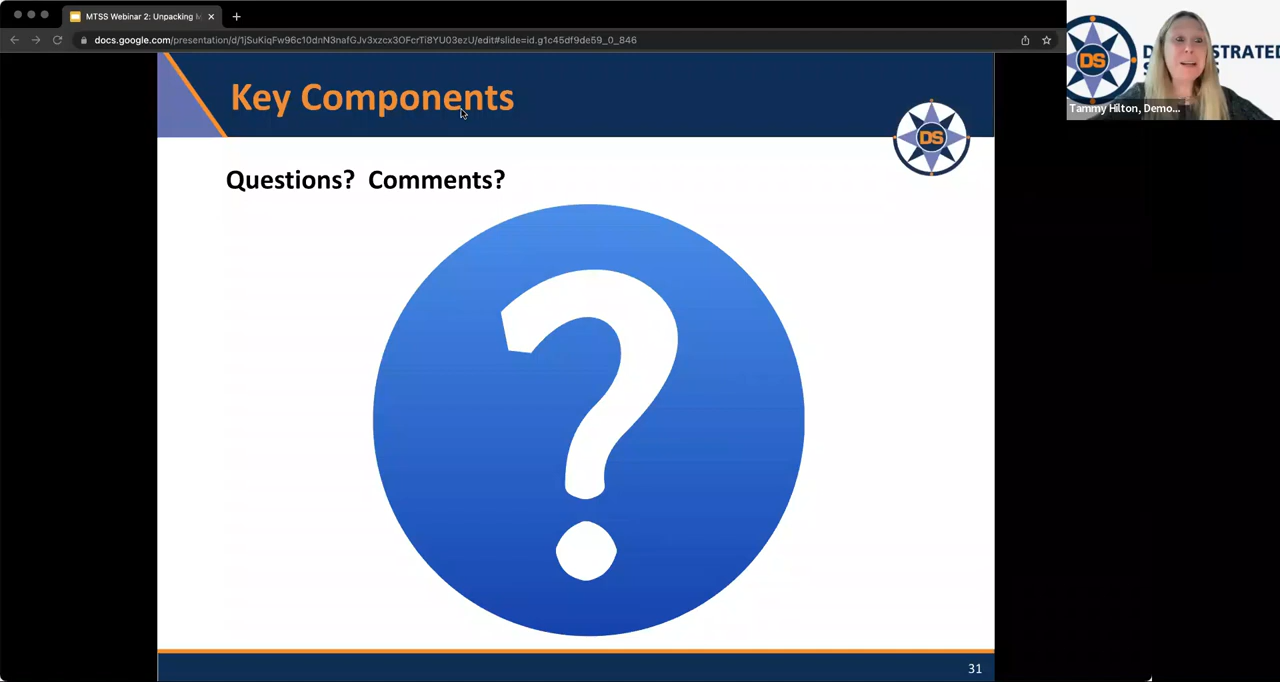 MTSS Webinar 2: Unpacking
docs.google.com/presentation/d/1jSuKiqFw96c10dnN3nafGJv3xzcx3OFcrTi8YU03ezU/edit#slide=id.g1c45df9de59_0_846
DS
STRATED
Tammy Hilton, Demo...
Key Components
DS
Questions? Comments?
?
31